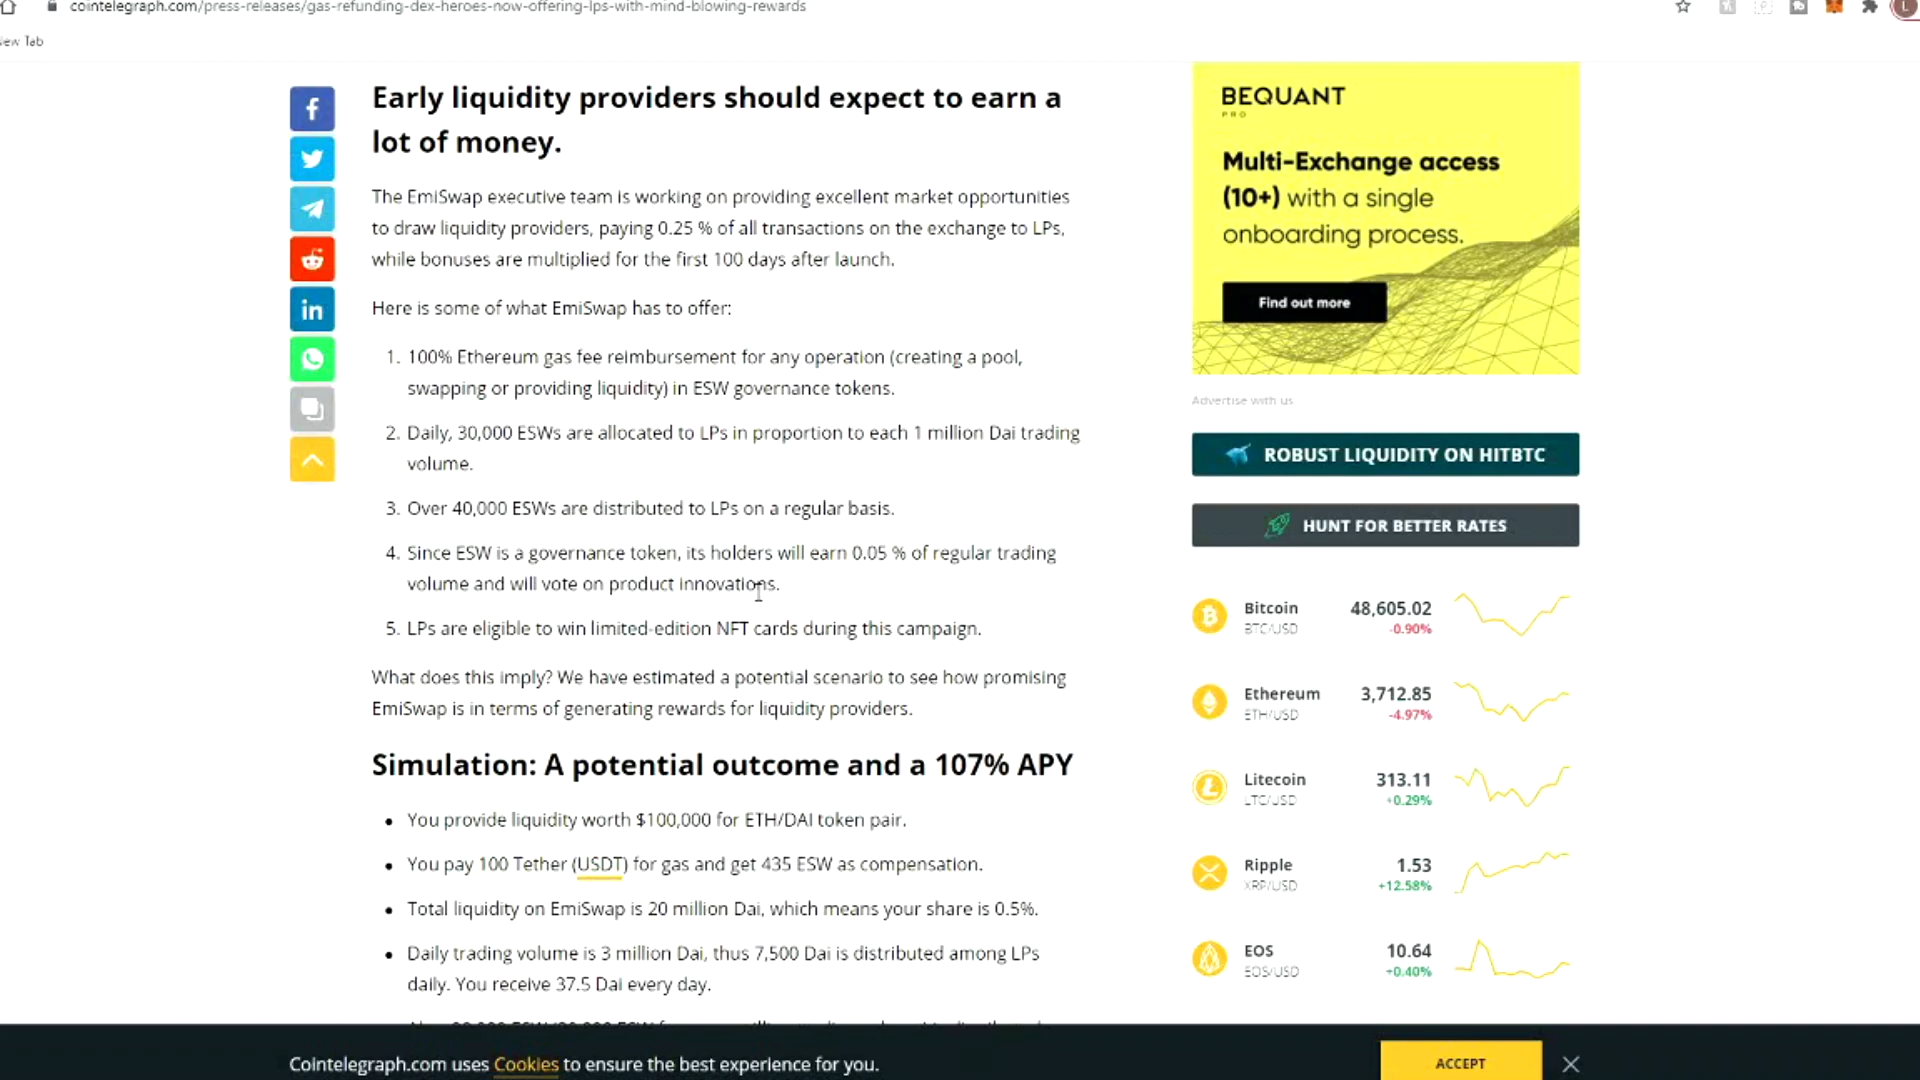 cointelegraph.com/press-releases/gas-refunding-dex-heroes-now-offering-lps-with-mind-blowing-rewards
New Tab
Early liquidity providers should expect to earn a
lot of money.
The EmiSwap executive team is working on providing excellent market opportunities
to draw liquidity providers, paying 0.25 % of all transactions on the exchange to LPs,
while bonuses are multiplied for the first 100 days after launch.
Here is some of what EmiSwap has to offer:
1. 100% Ethereum gas fee reimbursement for any operation (creating a pool,
swapping or providing liquidity) in ESW governance tokens.
2. Daily, 30,000 ESWs are allocated to LPs in proportion to each 1 million Dai trading
volume.
3. Over 40,000 ESWs are distributed to LPs on a regular basis.
4. Since ESW is a governance token, its holders will earn 0.05 % of regular trading
volume and will vote on product innovations.
5. LPs are eligible to win limited-edition NFT cards during this campaign.
What does this imply? We have estimated a potential scenario to see how promising
EmiSwap is in terms of generating rewards for liquidity providers.
Simulation: A potential outcome and a 107% APY
• You provide liquidity worth $100,000 for ETH/DAI token pair.
• You pay 100 Tether (USDT) for gas and get 435 ESW as compensation.
• Total liquidity on EmiSwap is 20 million Dai, which means your share is 0.5%.
• Daily trading volume is 3 million Dai, thus 7,500 Dai is distributed among LPs
daily. You receive 37.5 Dai every day.
BEQUANT
PRO
Multi-Exchange access
(10+) with a single
onboarding process.
Find out more
Advertise with us
ROBUST LIQUIDITY ON HITBTC
HUNT FOR BETTER RATES
Bitcoin 48,605.02
BTC/USD -0.90%
Ethereum 3,712.85
ETH/USD -4.97%
Litecoin 313.11
LTC/USD +0.29%
Ripple 1.53
XRP/USD +12.58%
EOS 10.64
EOS/USD +0.40%
Cointelegraph.com uses Cookies to ensure the best experience for you.
ACCEPT